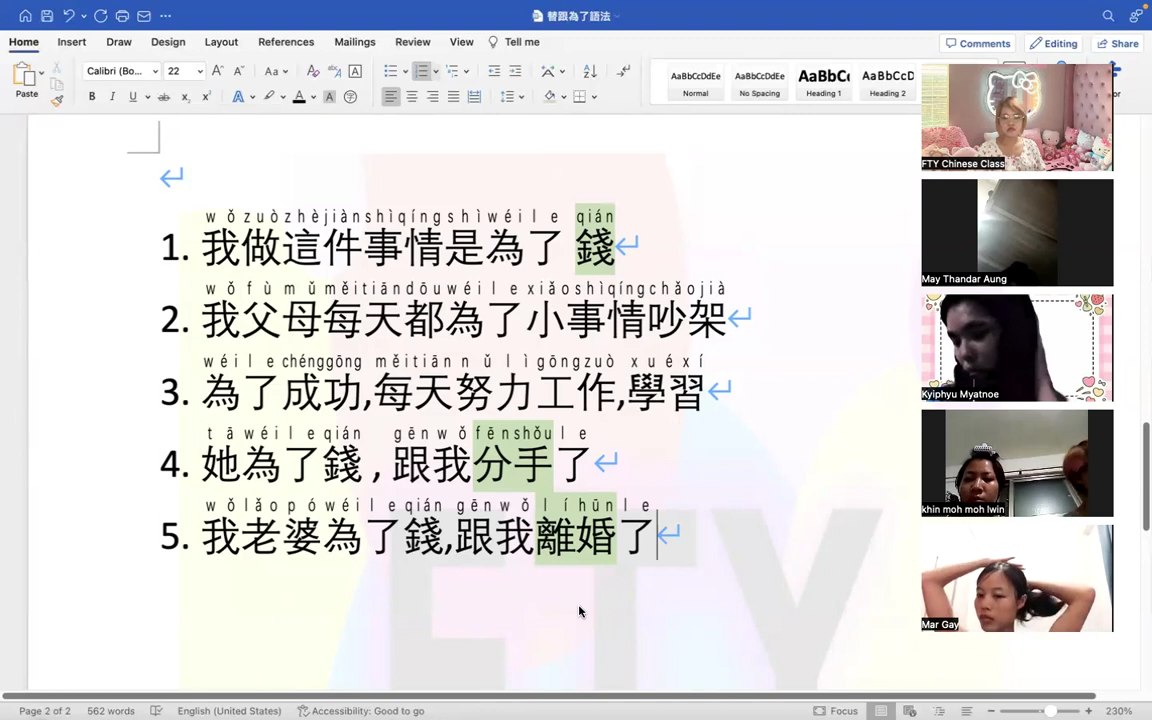 替跟為了語法
Home Insert Draw Design Layout References Mailings Review View Tell me
Comments Editing Share
Paste Calibri (Bo... 22 Aa
B I U ab x₂ x² A A A
AaBbCcDdEe AaBbCcDdEe AaBbCc AaBbCcD
Normal No Spacing Heading 1 Heading 2
wǒ zuò zhè jiàn shì qíng shì wéi le qián
1. 我做這件事情是為了 錢
wǒ fù mǔ měi tiān dōu wéi le xiǎo shì qíng chǎo jià
2. 我父母每天都為了小事情吵架
wéi le chénggōng měi tiān nǔ lì gōng zuò xué xí
3. 為了成功,每天努力工作,學習
tā wéi le qián gēn wǒ fēn shǒu le
4. 她為了錢 , 跟我分手了
wǒ lǎo pó wéi le qián gēn wǒ lí hūn le
5. 我老婆為了錢,跟我離婚了
FTY
FTY Chinese Class
May Thandar Aung
Kyiphyu Myatnoe
khin moh moh lwin
Mar Gay
Page 2 of 2 562 words English (United States) Accessibility: Good to go Focus 230%